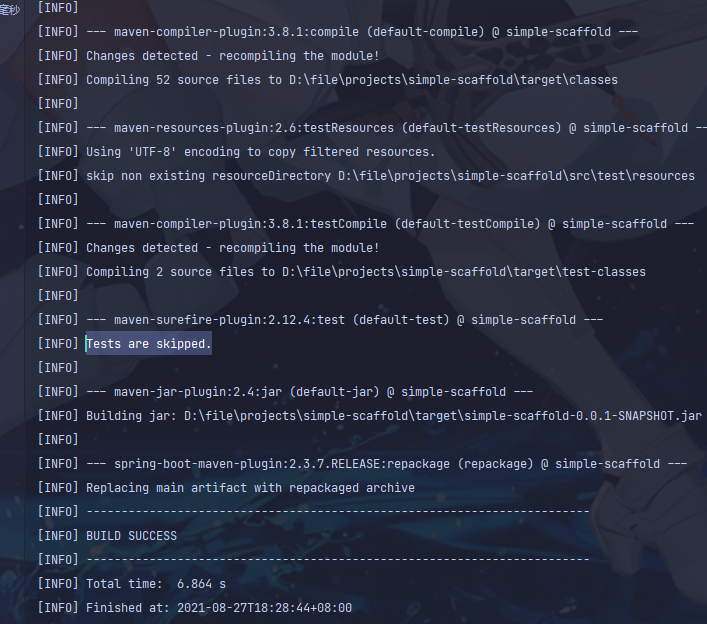 毫秒
[INFO]
[INFO] --- maven-compiler-plugin:3.8.1:compile (default-compile) @ simple-scaffold ---
[INFO] Changes detected - recompiling the module!
[INFO] Compiling 52 source files to D:\file\projects\simple-scaffold\target\classes
[INFO]
[INFO] --- maven-resources-plugin:2.6:testResources (default-testResources) @ simple-scaffold --
[INFO] Using 'UTF-8' encoding to copy filtered resources.
[INFO] skip non existing resourceDirectory D:\file\projects\simple-scaffold\src\test\resources
[INFO]
[INFO] --- maven-compiler-plugin:3.8.1:testCompile (default-testCompile) @ simple-scaffold ---
[INFO] Changes detected - recompiling the module!
[INFO] Compiling 2 source files to D:\file\projects\simple-scaffold\target\test-classes
[INFO]
[INFO] --- maven-surefire-plugin:2.12.4:test (default-test) @ simple-scaffold ---
[INFO] Tests are skipped.
[INFO]
[INFO] --- maven-jar-plugin:2.4:jar (default-jar) @ simple-scaffold ---
[INFO] Building jar: D:\file\projects\simple-scaffold\target\simple-scaffold-0.0.1-SNAPSHOT.jar
[INFO]
[INFO] --- spring-boot-maven-plugin:2.3.7.RELEASE:repackage (repackage) @ simple-scaffold ---
[INFO] Replacing main artifact with repackaged archive
[INFO] ------------------------------------------------------------------------
[INFO] BUILD SUCCESS
[INFO] ------------------------------------------------------------------------
[INFO] Total time:  6.864 s
[INFO] Finished at: 2021-08-27T18:28:44+08:00